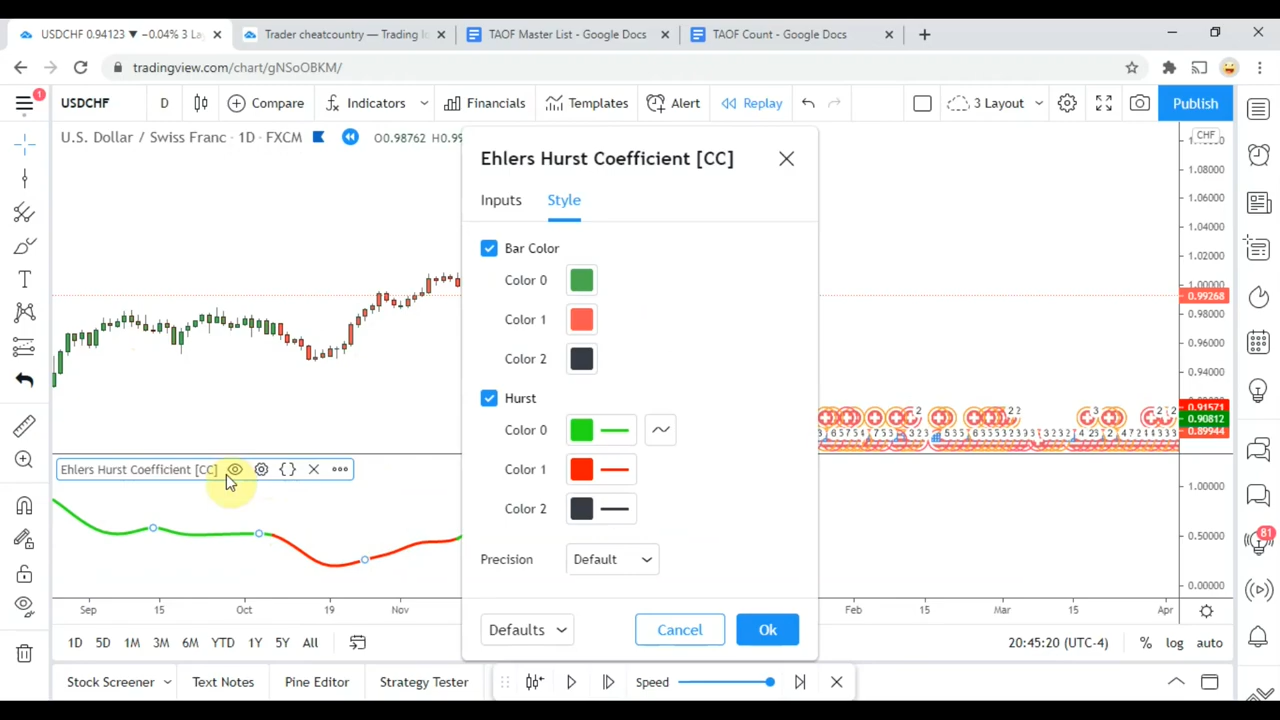 USDCHF 0.94123 ▼ −0.04% 3 La
Trader cheatcountry — Trading I
TAOF Master List - Google Docs
TAOF Count - Google Docs
tradingview.com/chart/gNSoOBKM/
1
USDCHF
D
Compare
Indicators
Financials
Templates
Alert
Replay
3 Layout
Publish
U.S. Dollar / Swiss Franc · 1D · FXCM
O0.98762 H0.99
CHF
1.08000
1.06000
1.04000
1.02000
1.00000
0.99268
0.98000
0.96000
0.94000
0.91571
0.90812
0.89944
Ehlers Hurst Coefficient [CC]
Inputs
Style
Bar Color
Color 0
Color 1
Color 2
Hurst
Color 0
Color 1
Color 2
Precision
Default
Defaults
Cancel
Ok
Ehlers Hurst Coefficient [CC]
1.00000
0.50000
0.00000
81
Sep
15
Oct
19
Nov
Feb
15
Mar
15
Apr
1D
5D
1M
3M
6M
YTD
1Y
5Y
All
20:45:20 (UTC-4)
%
log
auto
Stock Screener
Text Notes
Pine Editor
Strategy Tester
Speed